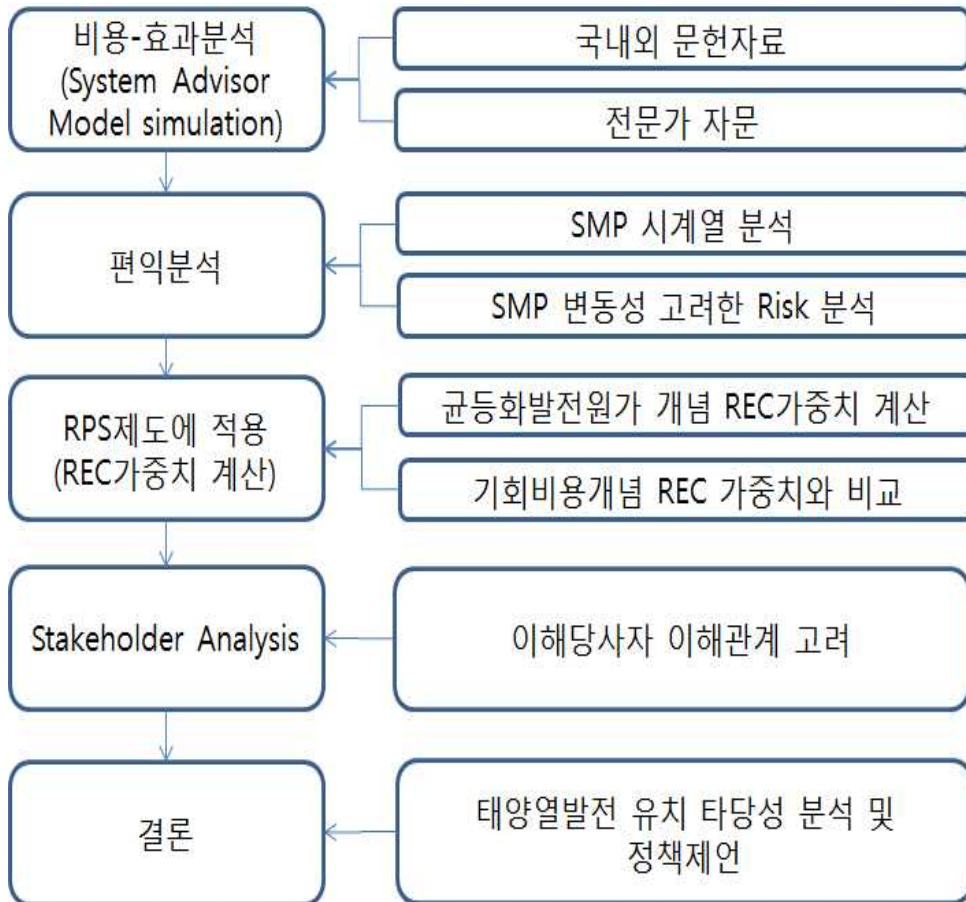 비용-효과분석
(System Advisor
Model simulation)
국내외 문헌자료
전문가 자문
편익분석
SMP 시계열 분석
SMP 변동성 고려한 Risk 분석
RPS제도에 적용
(REC가중치 계산)
균등화발전원가 개념 REC가중치 계산
기회비용개념 REC 가중치와 비교
Stakeholder Analysis
이해당사자 이해관계 고려
결론
태양열발전 유치 타당성 분석 및
정책제언